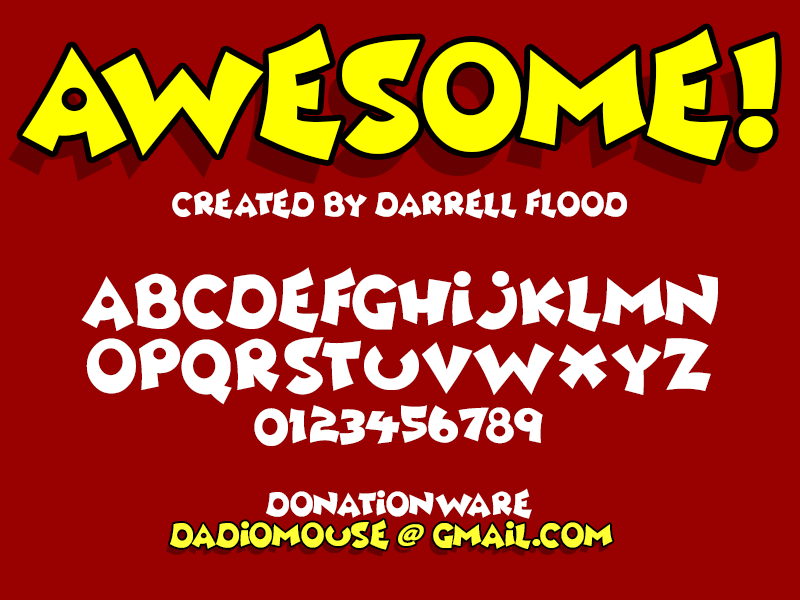 AWESOME!
CREATED BY DARRELL FLOOD
ABCDEFGHijKLMN
OPQRSTUVWXYZ
0123456789
DONATiONWARE
DADiOMOUSE @ GMAiL.COM